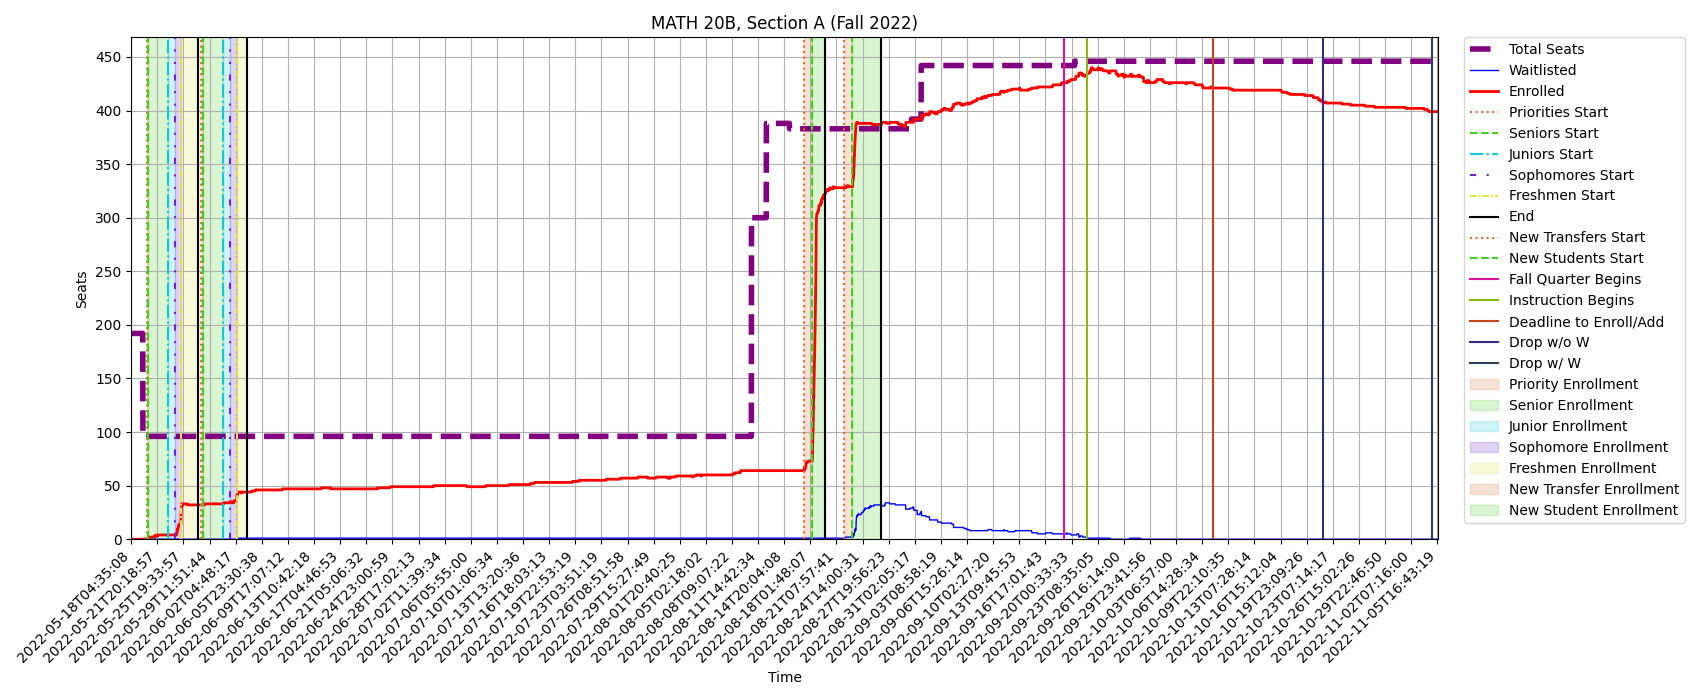 MATH 20B, Section A (Fall 2022)
450
400
350
300
250
200
150
100
50
0
Seats
2022-05-18T04:35:08
2022-05-21T20:18:57
2022-05-25T19:33:57
2022-05-29T11:51:44
2022-06-02T04:48:17
2022-06-05T23:30:38
2022-06-09T17:07:12
2022-06-13T10:42:18
2022-06-17T04:46:53
2022-06-21T05:06:32
2022-06-24T23:00:59
2022-06-28T17:02:13
2022-07-02T11:39:34
2022-07-06T05:55:00
2022-07-10T01:06:34
2022-07-13T13:20:36
2022-07-16T18:03:13
2022-07-19T22:53:19
2022-07-23T03:51:19
2022-07-26T08:51:58
2022-07-29T15:27:49
2022-08-01T20:40:25
2022-08-05T02:18:02
2022-08-08T09:07:22
2022-08-11T14:42:34
2022-08-14T20:04:08
2022-08-18T01:48:07
2022-08-21T07:57:41
2022-08-24T14:00:31
2022-08-27T19:56:23
2022-08-31T02:05:17
2022-09-03T08:58:19
2022-09-06T15:26:14
2022-09-10T02:27:20
2022-09-13T09:45:53
2022-09-16T17:01:43
2022-09-20T00:33:33
2022-09-23T08:35:05
2022-09-26T16:14:00
2022-09-29T23:41:56
2022-10-03T06:57:00
2022-10-06T14:28:34
2022-10-09T22:10:35
2022-10-13T07:28:14
2022-10-16T15:12:04
2022-10-19T23:09:26
2022-10-23T07:14:17
2022-10-26T15:02:26
2022-10-29T22:46:50
2022-11-02T07:16:00
2022-11-05T16:43:19
Time
Total Seats
Waitlisted
Enrolled
Priorities Start
Seniors Start
Juniors Start
Sophomores Start
Freshmen Start
End
New Transfers Start
New Students Start
Fall Quarter Begins
Instruction Begins
Deadline to Enroll/Add
Drop w/o W
Drop w/ W
Priority Enrollment
Senior Enrollment
Junior Enrollment
Sophomore Enrollment
Freshmen Enrollment
New Transfer Enrollment
New Student Enrollment